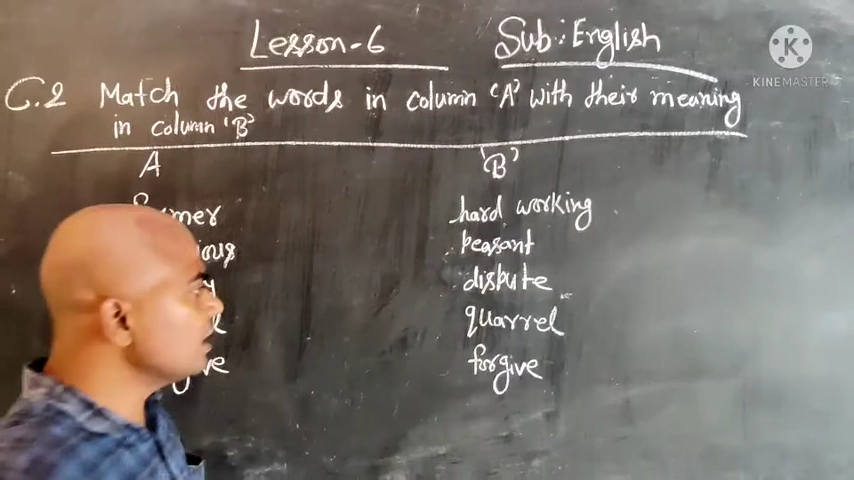 Lesson-6 Sub: English
C.2 Match the words in column 'A' with their meaning
in column 'B'
A 'B'
hard working
peasant
dispute
quarrel
forgive
K
KINEMASTER